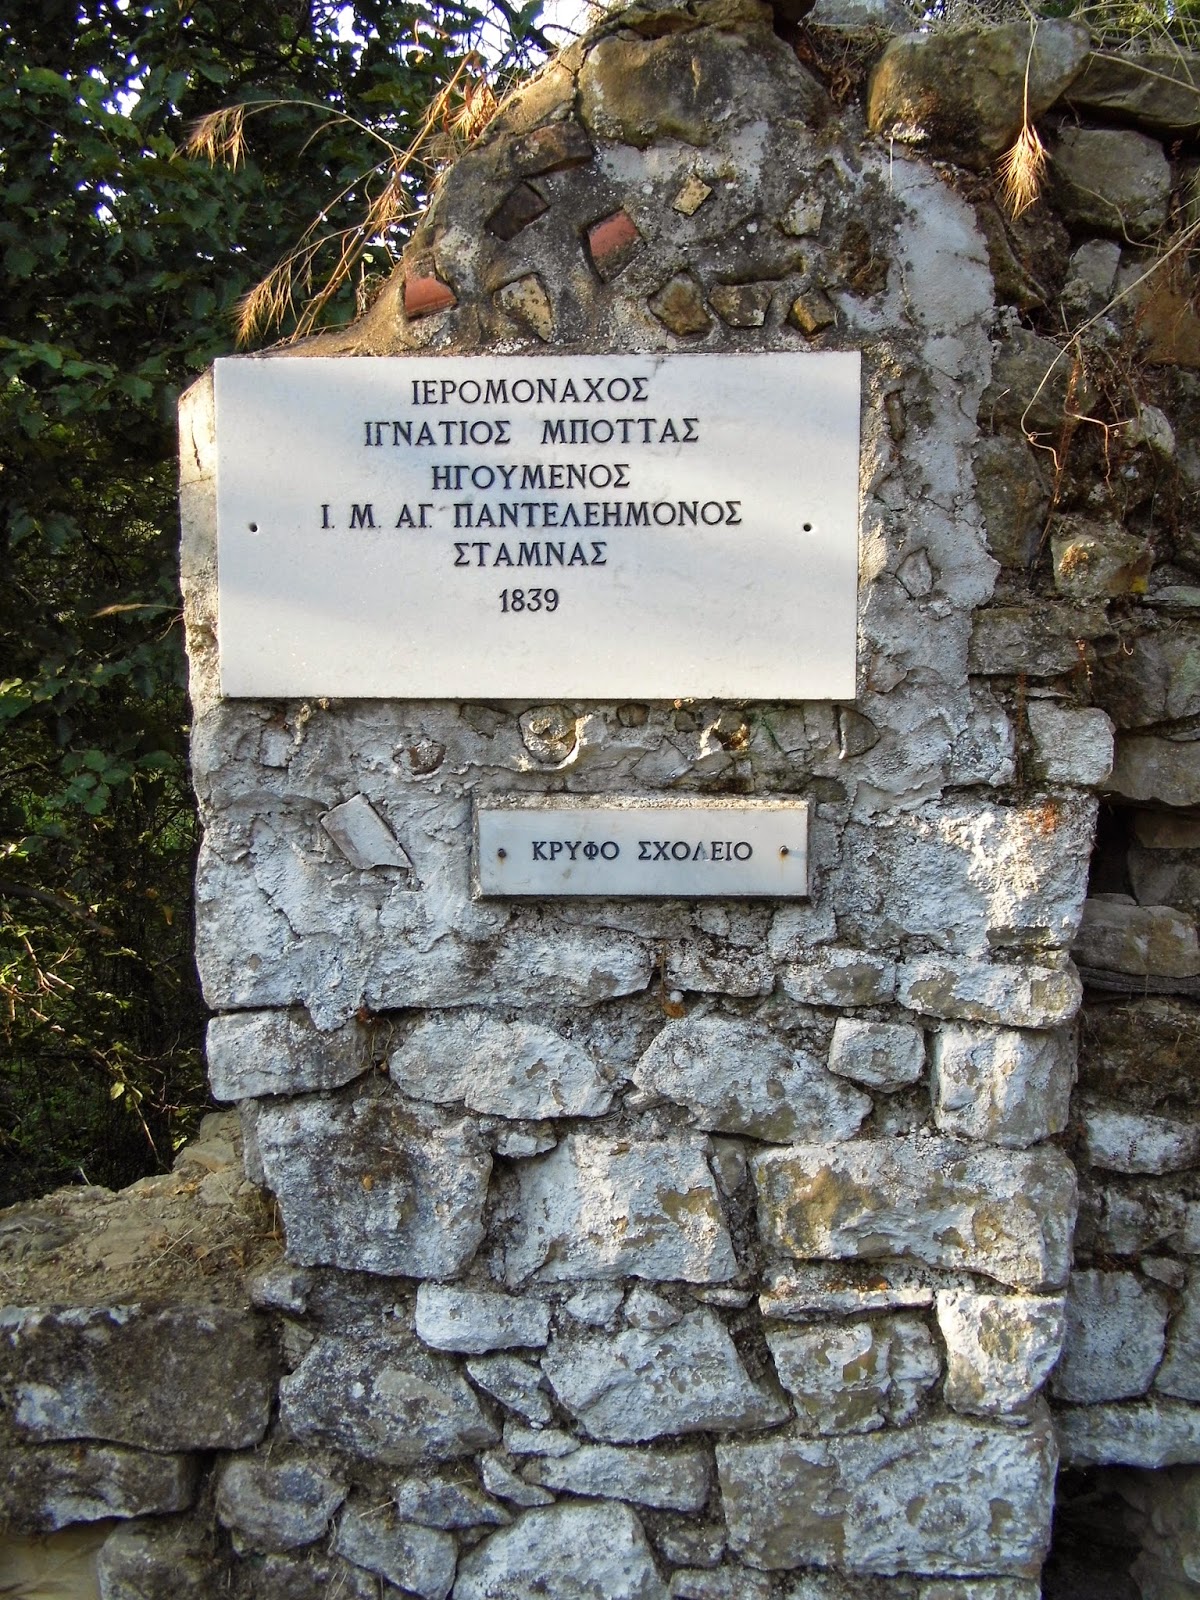 ΙΕΡΟΜΟΝΑΧΟΣ
ΙΓΝΑΤΙΟΣ ΜΠΟΤΤΑΣ
ΗΓΟΥΜΕΝΟΣ
Ι. Μ. ΑΓ. ΠΑΝΤΕΛΕΗΜΟΝΟΣ
ΣΤΑΜΝΑΣ
1839
ΚΡΥΦΟ ΣΧΟΛΕΙΟ